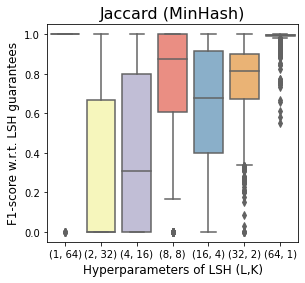 Jaccard (MinHash)
F1-score w.r.t. LSH guarantees
1.0
0.8
0.6
0.4
0.2
0.0
(1, 64) (2, 32) (4, 16) (8, 8) (16, 4) (32, 2) (64, 1)
Hyperparameters of LSH (L,K)